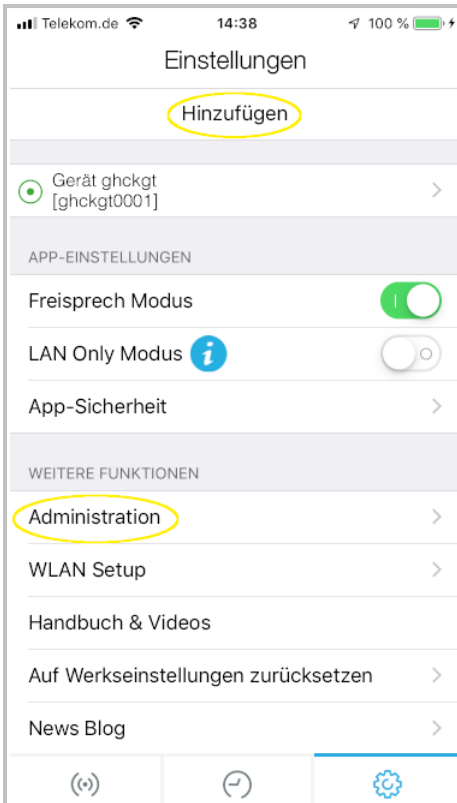 Telekom.de 14:38 100 %
Einstellungen
Hinzufügen
Gerät ghckgt
[ghckgt0001]
APP-EINSTELLUNGEN
Freisprech Modus
LAN Only Modus i
App-Sicherheit
WEITERE FUNKTIONEN
Administration
WLAN Setup
Handbuch & Videos
Auf Werkseinstellungen zurücksetzen
News Blog